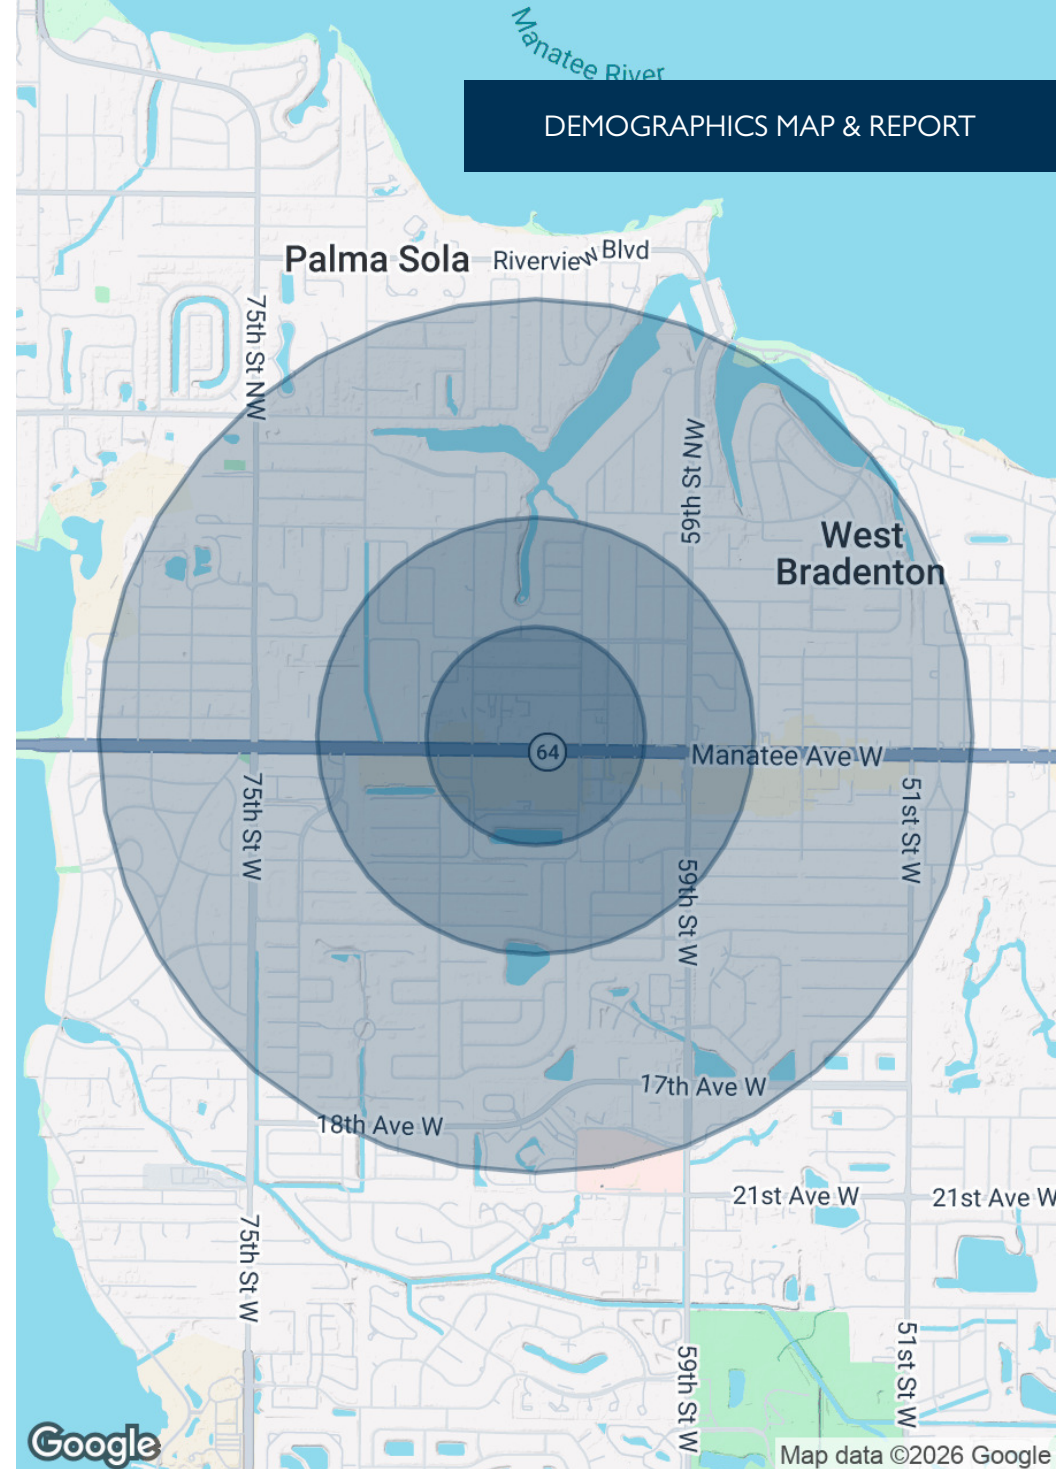 Manatee River
DEMOGRAPHICS MAP & REPORT
Palma Sola
Riverview Blvd
75th St NW
59th St NW
West
Bradenton
64
Manatee Ave W
75th St W
51st St W
59th St W
17th Ave W
18th Ave W
21st Ave W
21st Ave W
75th St W
51st St W
59th St W
Google
Map data ©2026 Google